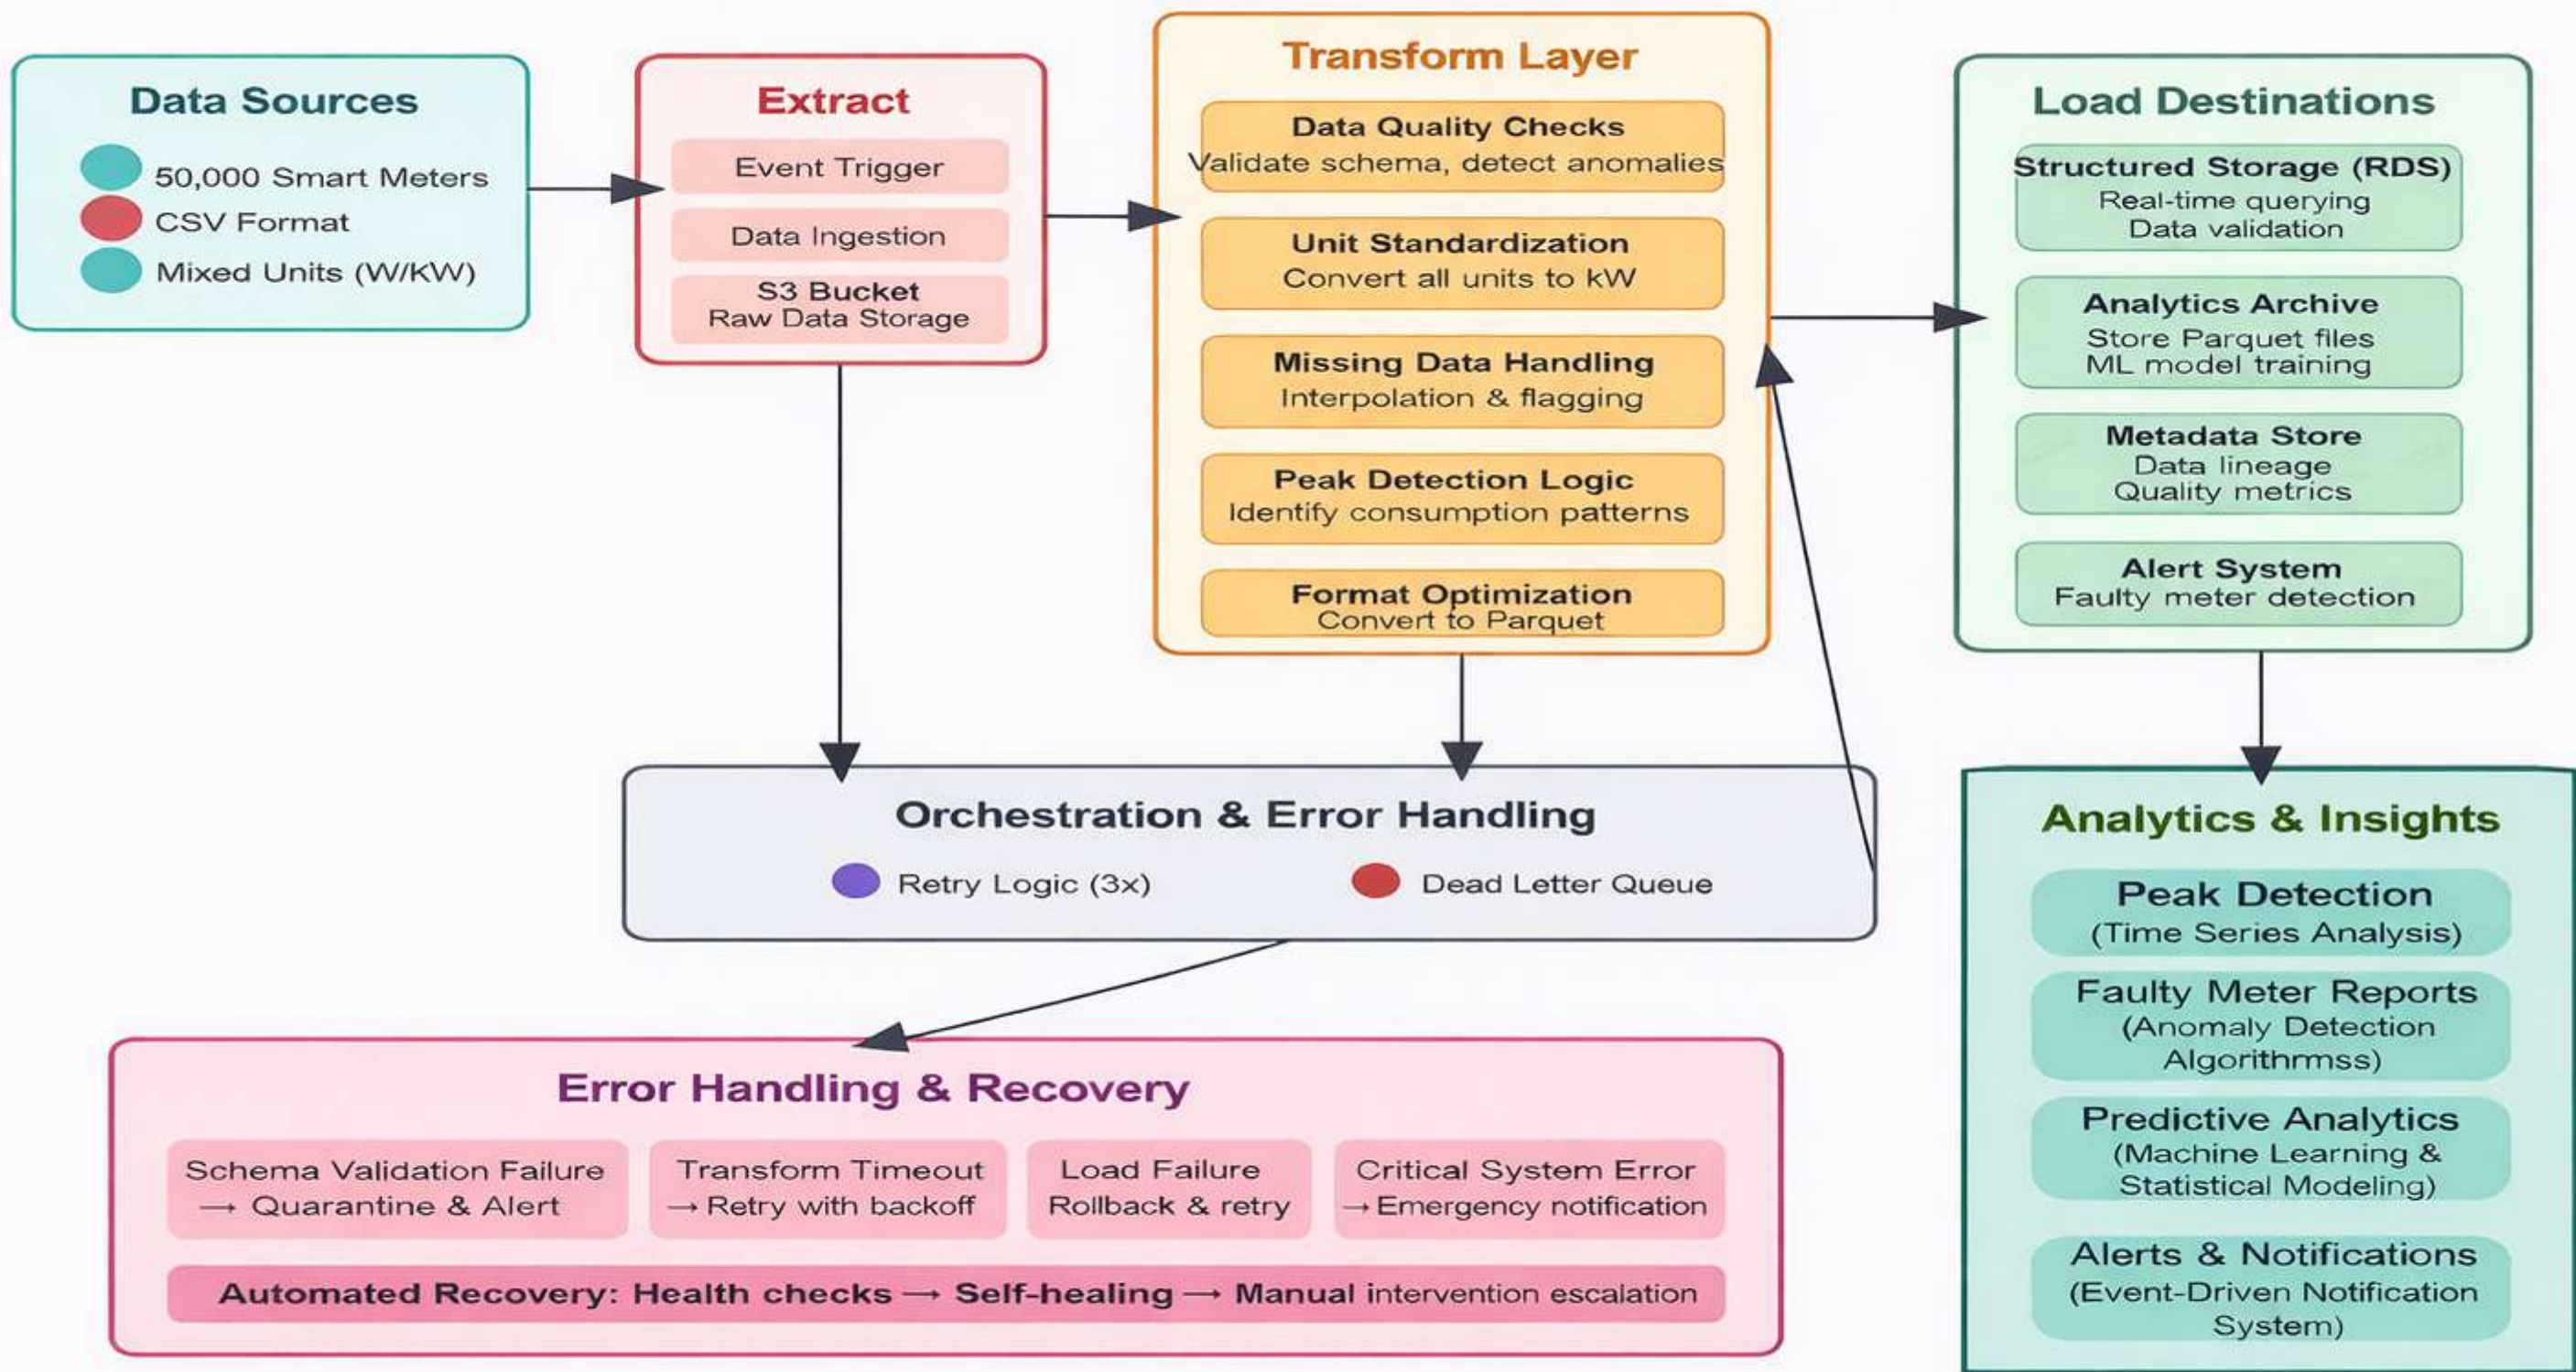 Data Sources
50,000 Smart Meters
CSV Format
Mixed Units (W/kW)
Extract
Event Trigger
Data Ingestion
S3 Bucket
Raw Data Storage
Transform Layer
Data Quality Checks
Validate schema, detect anomalies
Unit Standardization
Convert all units to kW
Missing Data Handling
Interpolation & flagging
Peak Detection Logic
Identify consumption patterns
Format Optimization
Convert to Parquet
Load Destinations
Structured Storage (RDS)
Real-time querying
Data validation
Analytics Archive
Store Parquet files
ML model training
Metadata Store
Data lineage
Quality metrics
Alert System
Faulty meter detection
Orchestration & Error Handling
Retry Logic (3x)
Dead Letter Queue
Error Handling & Recovery
Schema Validation Failure
→ Quarantine & Alert
Transform Timeout
→ Retry with backoff
Load Failure
Rollback & retry
Critical System Error
→ Emergency notification
Automated Recovery: Health checks → Self-healing → Manual intervention escalation
Analytics & Insights
Peak Detection
(Time Series Analysis)
Faulty Meter Reports
(Anomaly Detection
Algorithrmss)
Predictive Analytics
(Machine Learning &
Statistical Modeling)
Alerts & Notifications
(Event-Driven Notification
System)